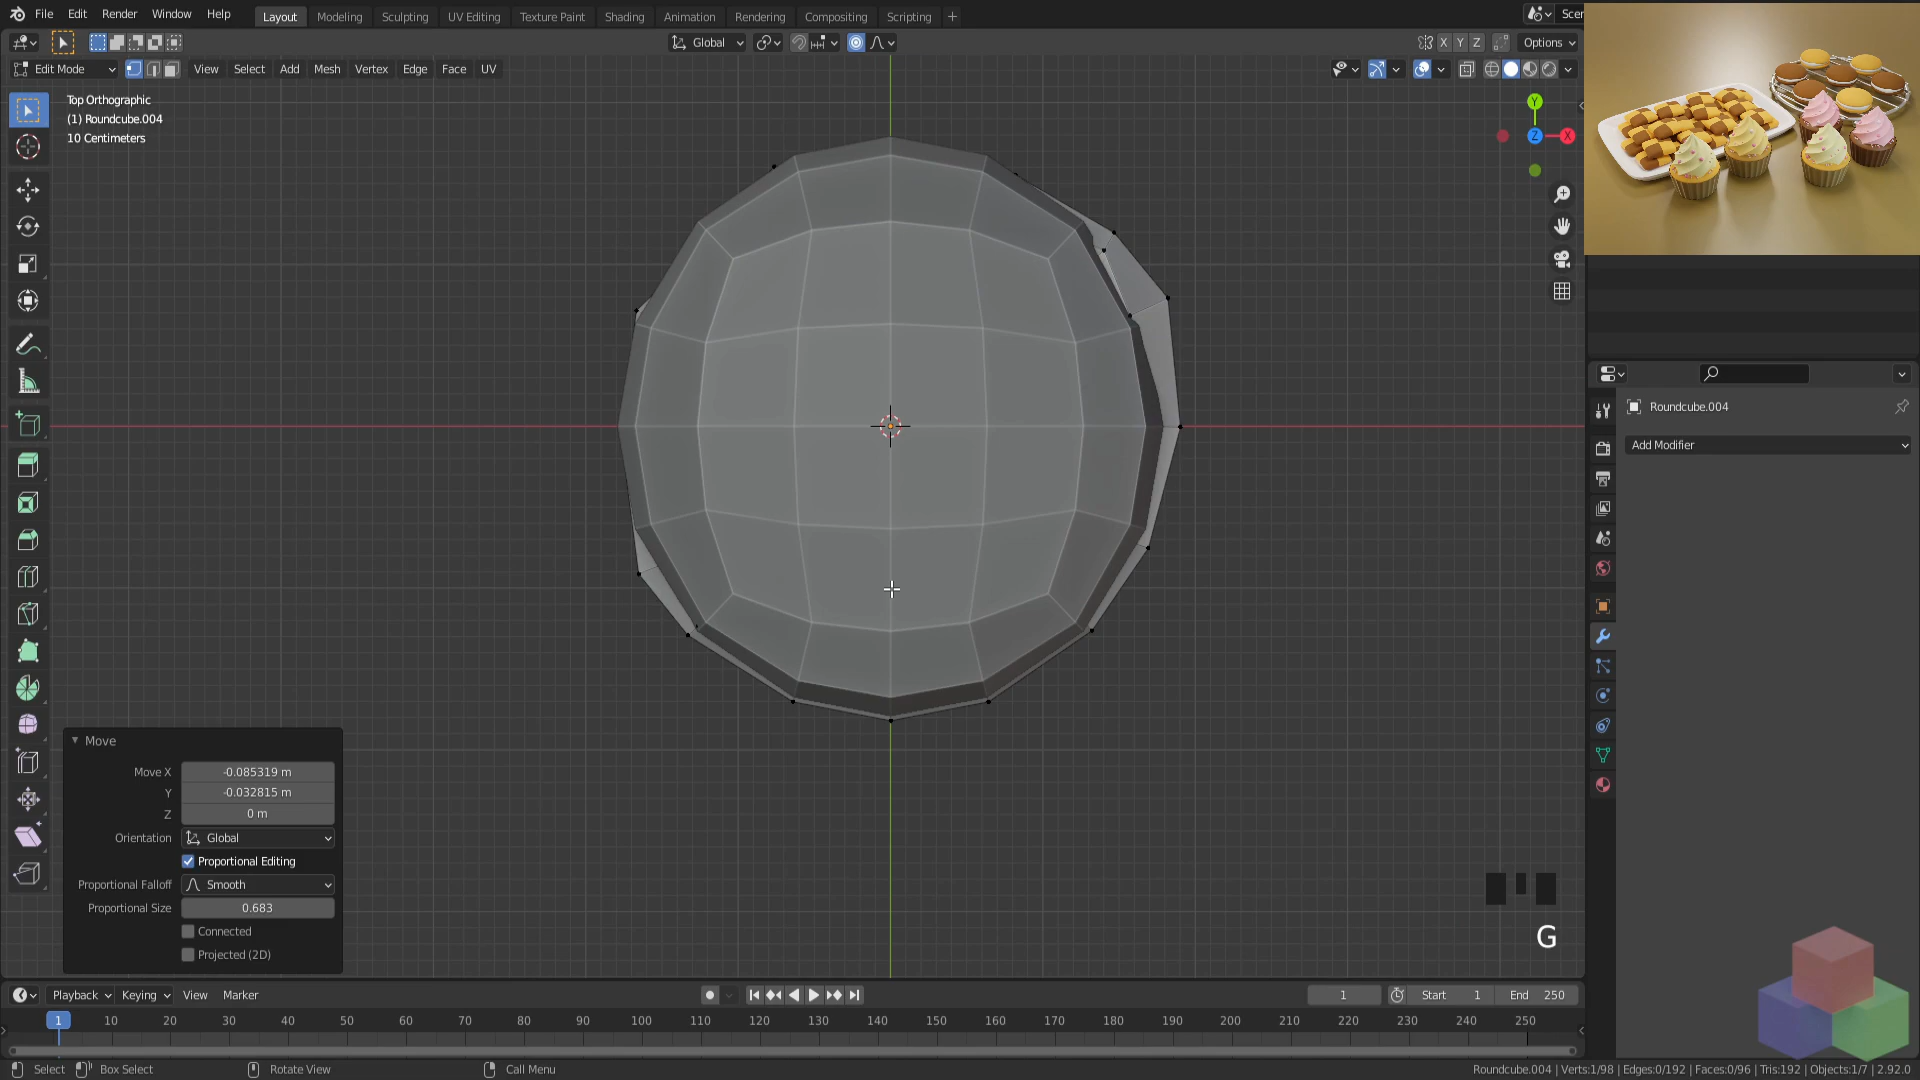 File Edit Render Window Help Layout Modeling Sculpting UV Editing Texture Paint Shading Animation Rendering Compositing Scripting + Scen
Global X Y Z Options
Edit Mode View Select Add Mesh Vertex Edge Face UV
Top Orthographic
(1) Roundcube.004
10 Centimeters
Y
Z X
Roundcube.004
Add Modifier
Move
Move X -0.085319 m
Y -0.032815 m
Z 0 m
Orientation Global
Proportional Editing
Proportional Falloff Smooth
Proportional Size 0.683
Connected
Projected (2D)
G
Playback Keying View Marker 1 Start 1 End 250
1 10 20 30 40 50 60 70 80 90 100 110 120 130 140 150 160 170 180 190 200 210 220 230 240 250
Select Box Select Rotate View Call Menu Roundcube.004 | Verts:1/98 | Edges:0/192 | Faces:0/96 | Tris:192 | Objects:1/7 | 2.92.0